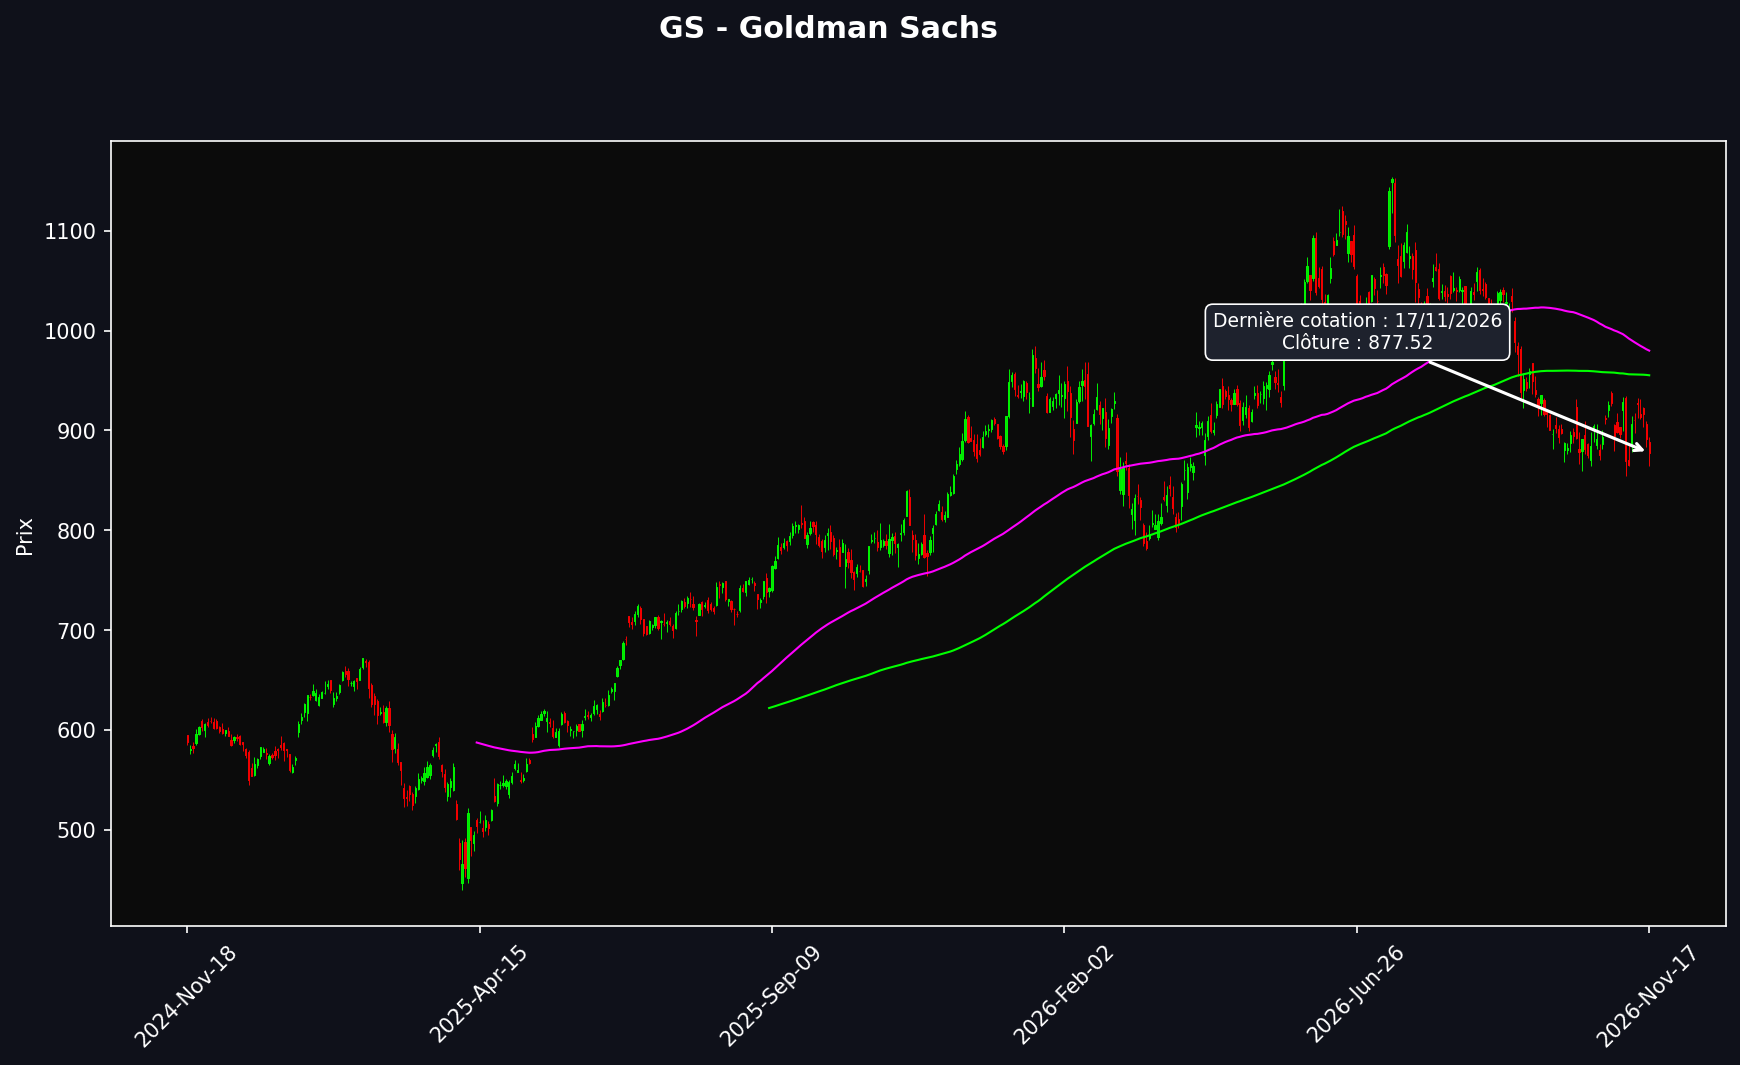 GS - Goldman Sachs
Prix
1100
1000
900
800
700
600
500
Dernière cotation : 17/11/2026
Clôture : 877.52
2024-Nov-18
2025-Apr-15
2025-Sep-09
2026-Feb-02
2026-Jun-26
2026-Nov-17